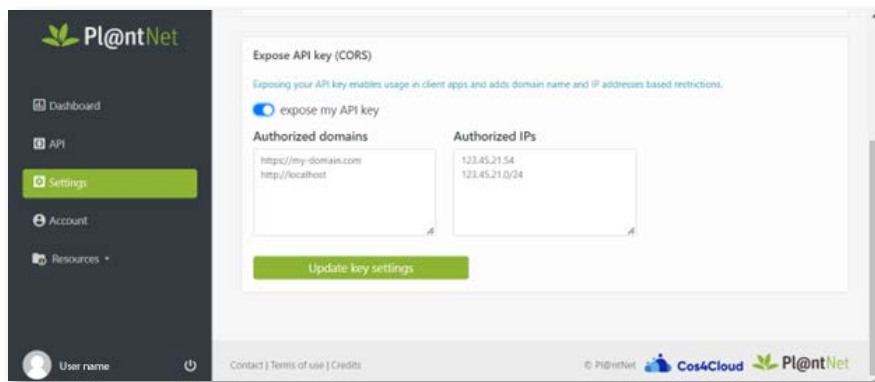 Pl@ntNet
Dashboard
API
Settings
Account
Resources
User name
Expose API key (CORS)
Exposing your API key enables usage in client apps and adds domain name and IP addresses based restrictions.
expose my API key
Authorized domains
https://my-domain.com
http://localhost
Authorized IPs
123.45.21.54
123.45.21.0/24
Update key settings
Contact | Terms of use | Credits
© Pl@ntNet
Cos4Cloud
Pl@ntNet